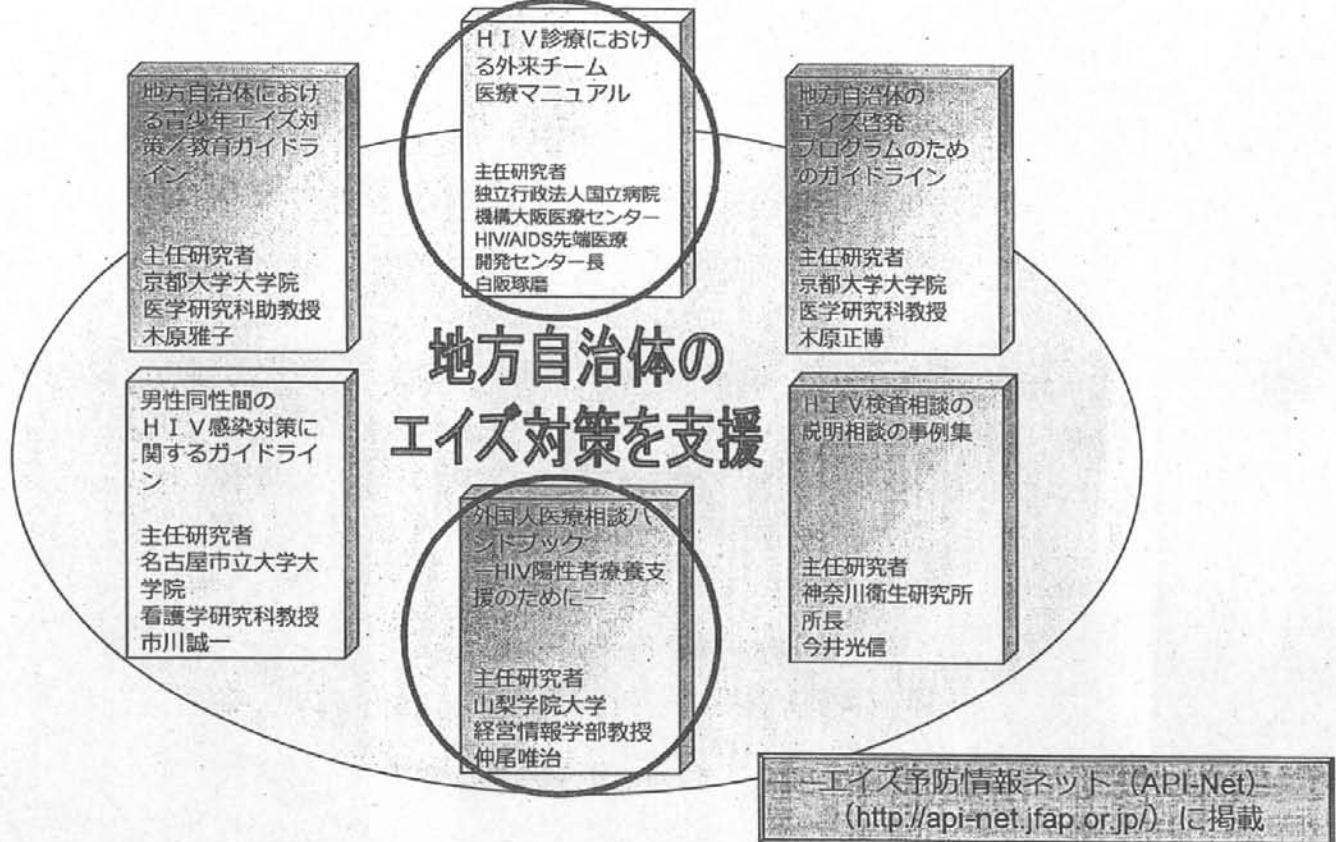 地方自治体におけ
る青少年エイズ対
策／教育ガイドラ
イン
主任研究者
京都大学大学院
医学研究科助教授
木原雅子
ＨＩＶ診療におけ
る外来チーム
医療マニュアル
主任研究者
独立行政法人国立病院
機構大阪医療センター
HIV/AIDS先端医療
開発センター長
白阪琢磨
地方自治体の
エイズ啓発
プログラムのため
のガイドライン
主任研究者
京都大学大学院
医学研究科教授
木原正博
地方自治体の
エイズ対策を支援
男性同性間の
ＨＩＶ感染対策に
関するガイドライ
ン
主任研究者
名古屋市立大学大
学院
看護学研究科教授
市川誠一
外国人医療相談ハ
ンドブック
―HIV陽性者療養支
援のために―
主任研究者
山梨学院大学
経営情報学部教授
仲尾唯治
ＨＩＶ検査相談の
説明相談の事例集
主任研究者
神奈川衛生研究所
所長
今井光信
エイズ予防情報ネット（API-Net）
（http://api-net.jfap.or.jp/）に掲載